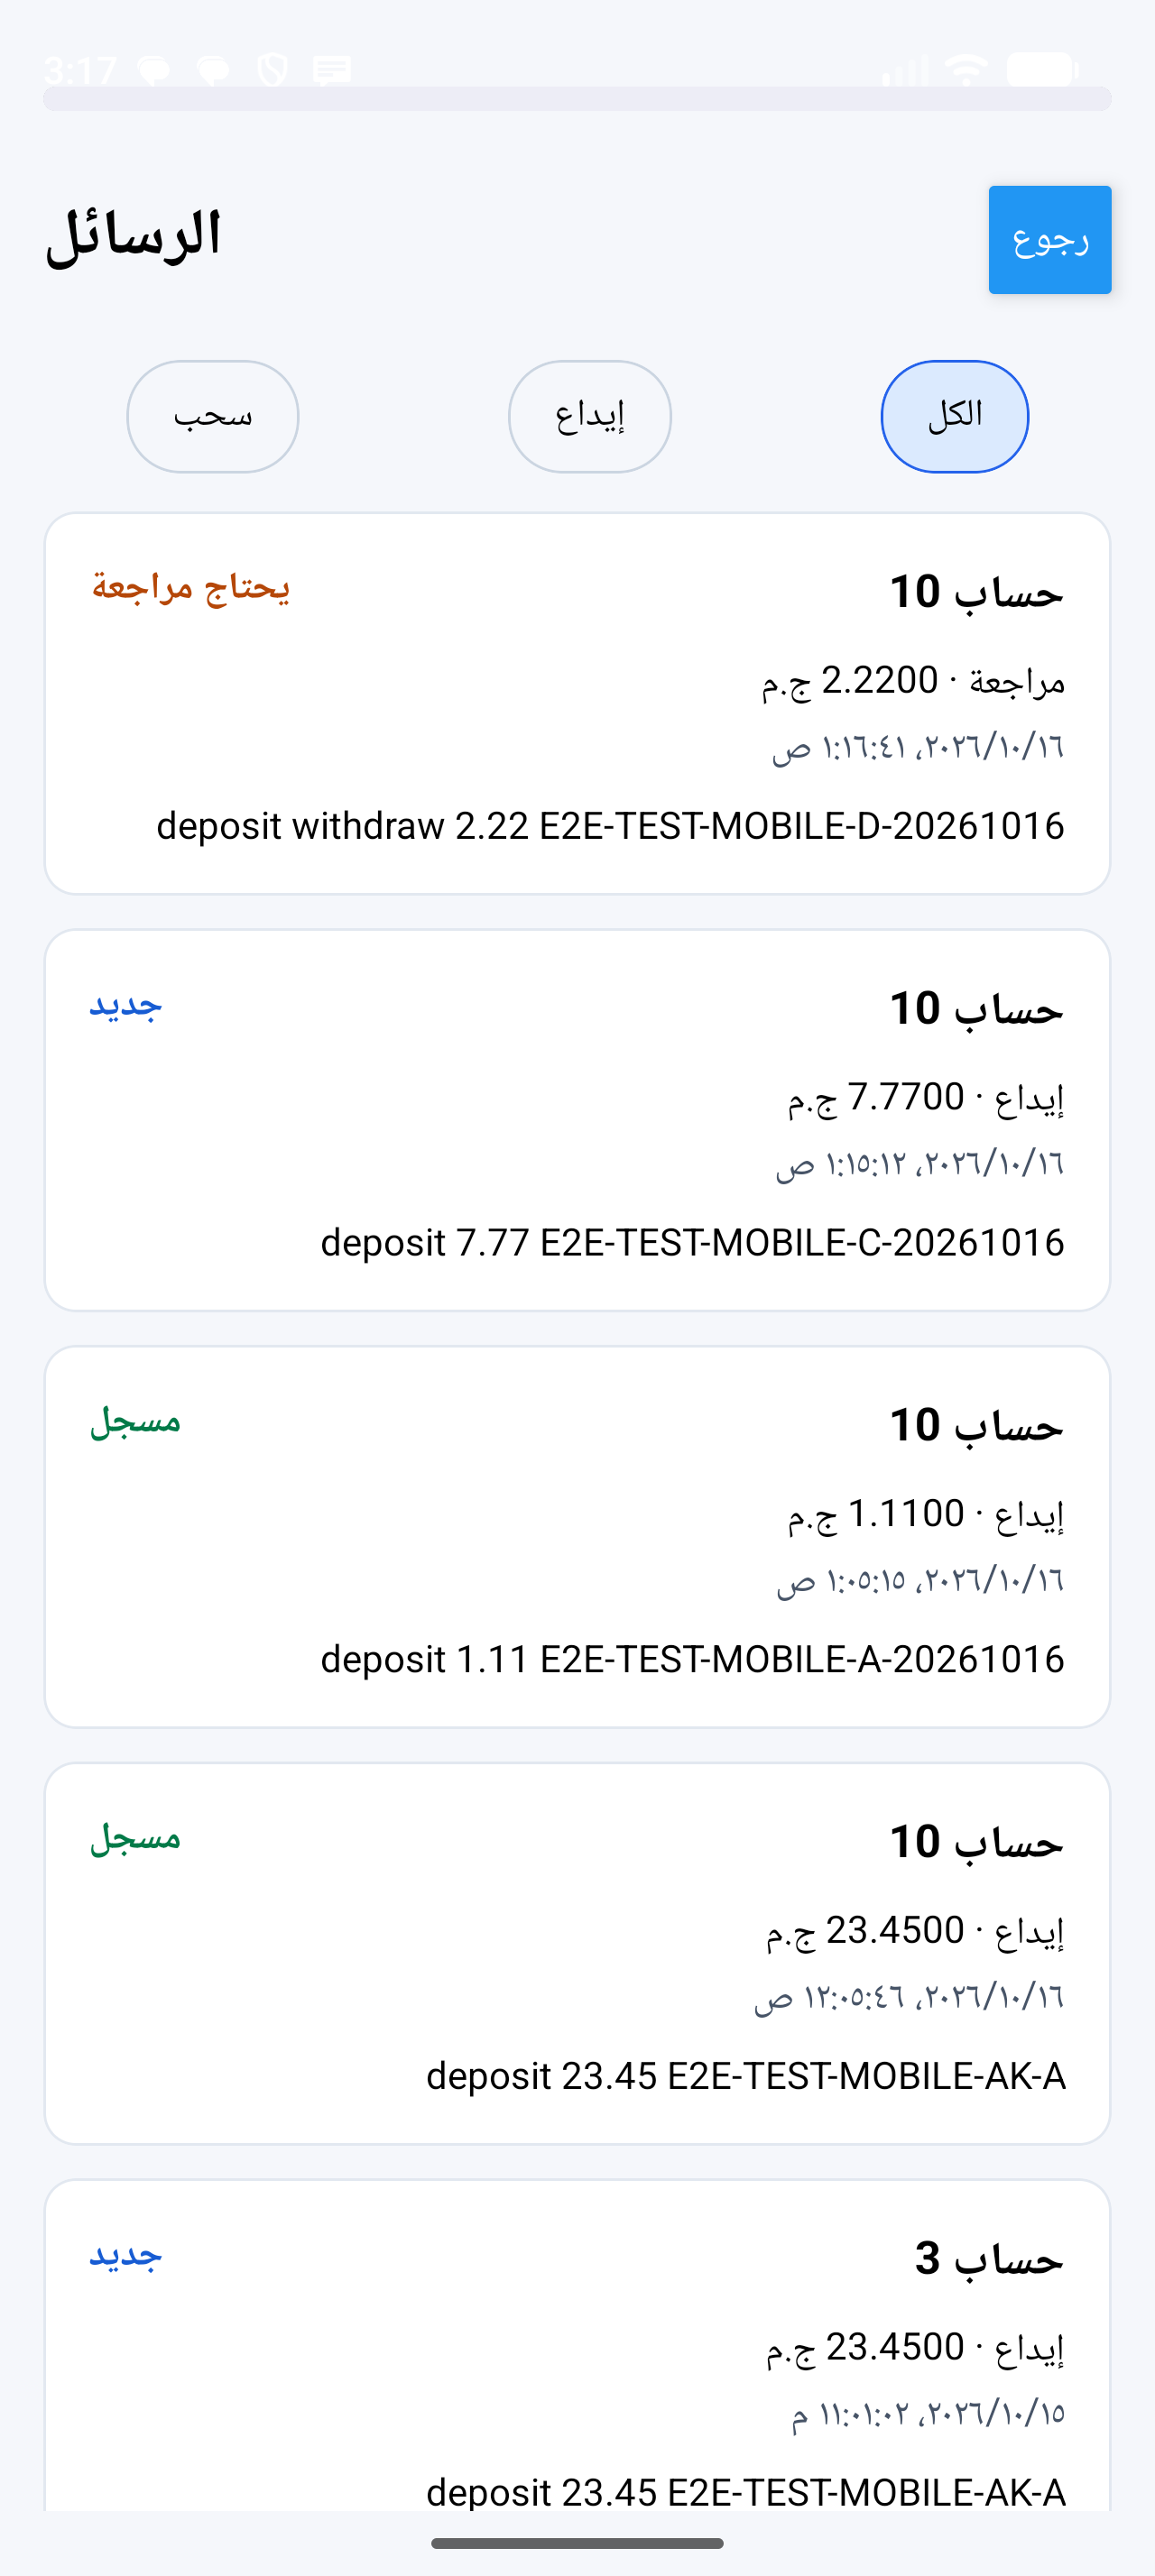 3:17
رجوع
الرسائل
الكل
إيداع
سحب
حساب 10
يحتاج مراجعة
مراجعة · 2.2200 ج.م
١٦‏/١٠‏/٢٠٢٦، ١:١٦:٤١ ص
deposit withdraw 2.22 E2E-TEST-MOBILE-D-20261016
حساب 10
جديد
إيداع · 7.7700 ج.م
١٦‏/١٠‏/٢٠٢٦، ١:١٥:١٢ ص
deposit 7.77 E2E-TEST-MOBILE-C-20261016
حساب 10
مسجل
إيداع · 1.1100 ج.م
١٦‏/١٠‏/٢٠٢٦، ١:٠٥:١٥ ص
deposit 1.11 E2E-TEST-MOBILE-A-20261016
حساب 10
مسجل
إيداع · 23.4500 ج.م
١٦‏/١٠‏/٢٠٢٦، ١٢:٠٥:٤٦ ص
deposit 23.45 E2E-TEST-MOBILE-AK-A
حساب 3
جديد
إيداع · 23.4500 ج.م
١٥‏/١٠‏/٢٠٢٦، ١١:٠١:٠٢ م
deposit 23.45 E2E-TEST-MOBILE-AK-A